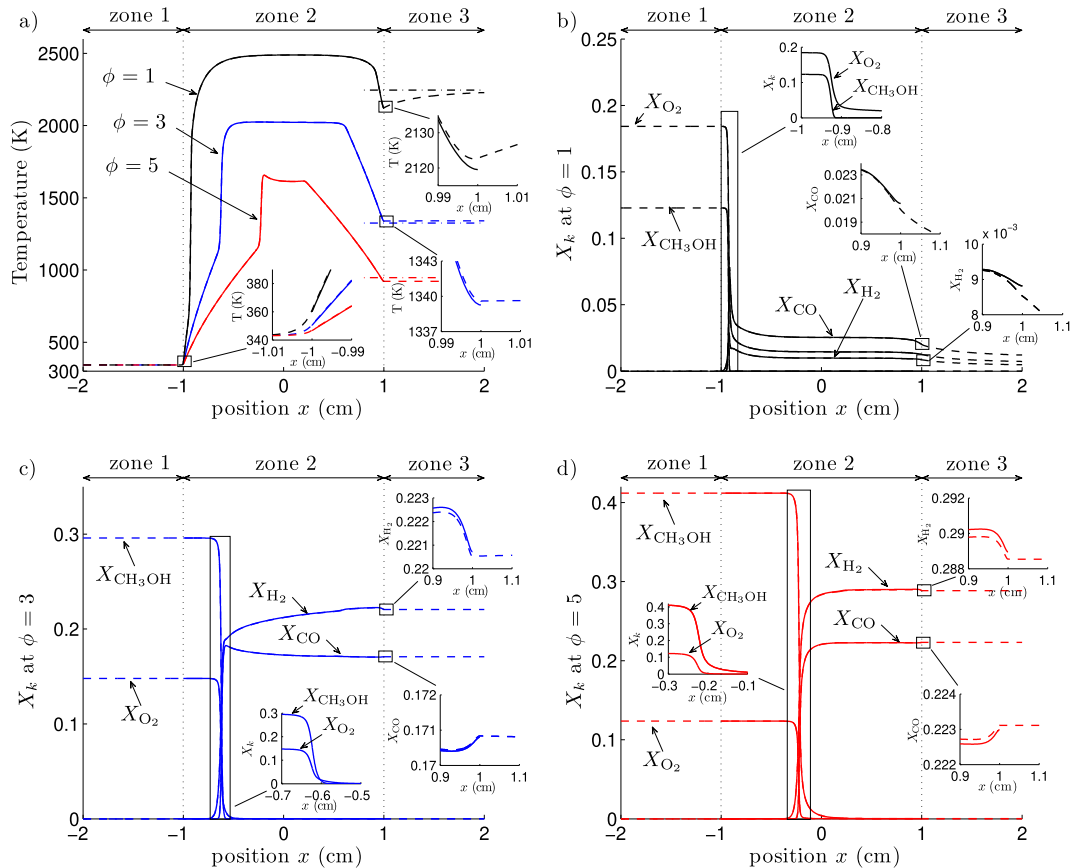 a)
zone 1
zone 2
zone 3
2500
2000
1500
1000
300
Temperature (K)
ϕ = 1
ϕ = 3
ϕ = 5
2130
2120
T (K)
0.99
1
1.01
x (cm)
1343
1340
1337
T (K)
0.99
1
1.01
x (cm)
380
360
340
T (K)
−1.01
−1
−0.99
x (cm)
−2
−1
0
1
2
position x (cm)
b)
zone 1
zone 2
zone 3
0.25
0.2
0.15
0.1
0.05
0
X_k at ϕ = 1
X_O₂
X_CH₃OH
X_CO
X_H₂
0.2
0.1
0
X_k
X_O₂
X_CH₃OH
−1
−0.9
−0.8
x (cm)
0.023
0.021
0.019
X_CO
0.9
1
1.1
x (cm)
x 10⁻³
10
9
8
X_H₂
0.9
1
1.1
x (cm)
−2
−1
0
1
2
position x (cm)
c)
zone 1
zone 2
zone 3
0.3
0.2
0.1
0
X_k at ϕ = 3
X_CH₃OH
X_O₂
X_H₂
X_CO
0.223
0.222
0.221
0.22
X_H₂
0.9
1
1.1
x (cm)
0.172
0.171
0.17
X_CO
0.9
1
1.1
x (cm)
0.3
0.2
0.1
0
X_k
X_CH₃OH
X_O₂
−0.7
−0.6
−0.5
x (cm)
−2
−1
0
1
2
position x (cm)
d)
zone 1
zone 2
zone 3
0.4
0.3
0.2
0.1
0
X_k at ϕ = 5
X_CH₃OH
X_O₂
X_H₂
X_CO
0.292
0.29
0.288
X_H₂
0.9
1
1.1
x (cm)
0.4
0.3
0.2
0.1
0
X_k
X_CH₃OH
X_O₂
−0.3
−0.2
−0.1
x (cm)
0.224
0.223
0.222
X_CO
0.9
1
1.1
x (cm)
−2
−1
0
1
2
position x (cm)